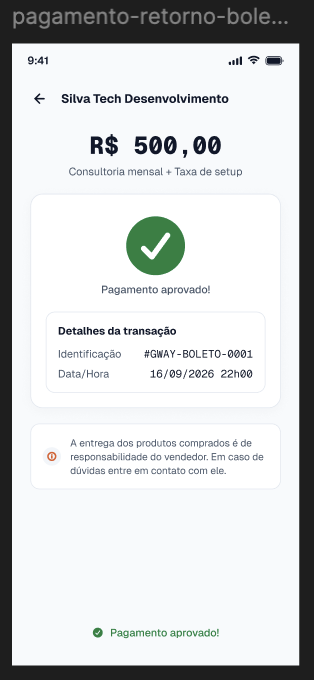 pagamento-retorno-bole...
9:41
Silva Tech Desenvolvimento
R$ 500,00
Consultoria mensal + Taxa de setup
Pagamento aprovado!
Detalhes da transação
Identificação #GWAY-BOLETO-0001
Data/Hora 16/09/2026 22h00
A entrega dos produtos comprados é de
responsabilidade do vendedor. Em caso de
dúvidas entre em contato com ele.
Pagamento aprovado!